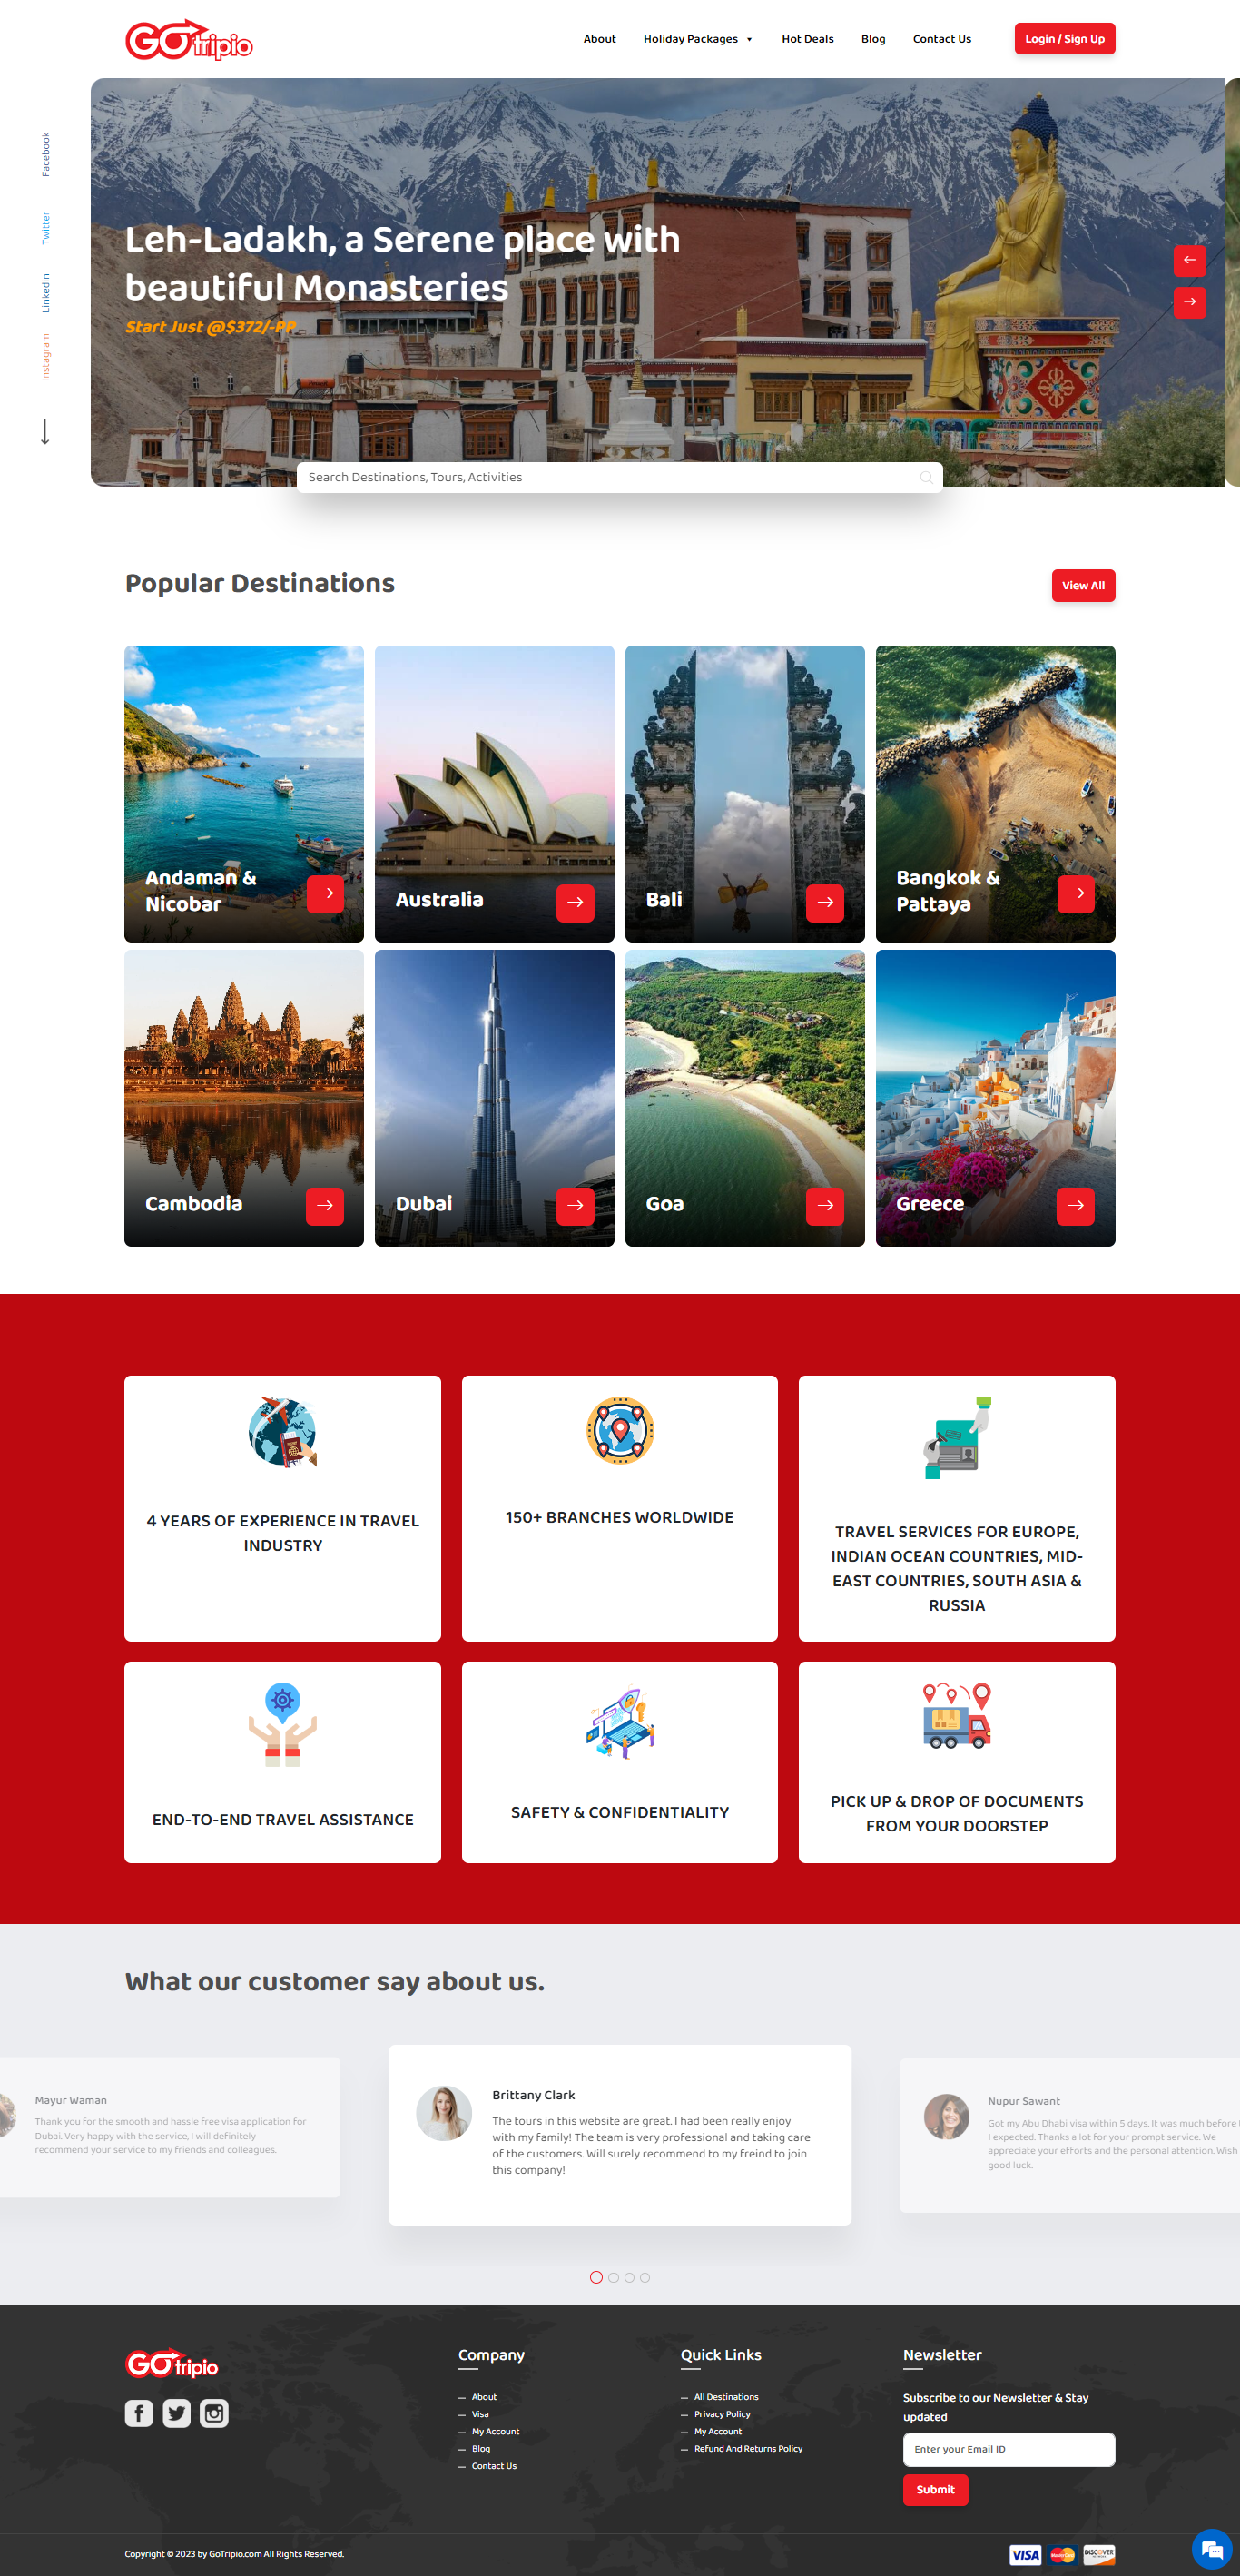 GOtripio
About
Holiday Packages
Hot Deals
Blog
Contact Us
Login / Sign Up
Facebook
Twitter
Linkedin
Instagram
Leh-Ladakh, a Serene place with
beautiful Monasteries
Start Just @$372/-PP
Search Destinations, Tours, Activities
Popular Destinations
View All
Andaman &
Nicobar
Australia
Bali
Bangkok &
Pattaya
Cambodia
Dubai
Goa
Greece
4 YEARS OF EXPERIENCE IN TRAVEL
INDUSTRY
150+ BRANCHES WORLDWIDE
TRAVEL SERVICES FOR EUROPE,
INDIAN OCEAN COUNTRIES, MID-
EAST COUNTRIES, SOUTH ASIA &
RUSSIA
END-TO-END TRAVEL ASSISTANCE
SAFETY & CONFIDENTIALITY
PICK UP & DROP OF DOCUMENTS
FROM YOUR DOORSTEP
What our customer say about us.
Mayur Waman
Thank you for the smooth and hassle free visa application for
Dubai. Very happy with the service, I will definitely
recommend your service to my friends and colleagues.
Brittany Clark
The tours in this website are great. I had been really enjoy
with my family! The team is very professional and taking care
of the customers. Will surely recommend to my freind to join
this company!
Nupur Sawant
Got my Abu Dhabi visa within 5 days. It was much before I
I expected. Thanks a lot for your prompt service. We
appreciate your efforts and the personal attention. Wish
good luck.
GOtripio
Company
About
Visa
My Account
Blog
Contact Us
Quick Links
All Destinations
Privacy Policy
My Account
Refund And Returns Policy
Newsletter
Subscribe to our Newsletter & Stay
updated
Enter your Email ID
Submit
Copyright © 2023 by GoTripio.com All Rights Reserved.
VISA
MasterCard
DISCOVER